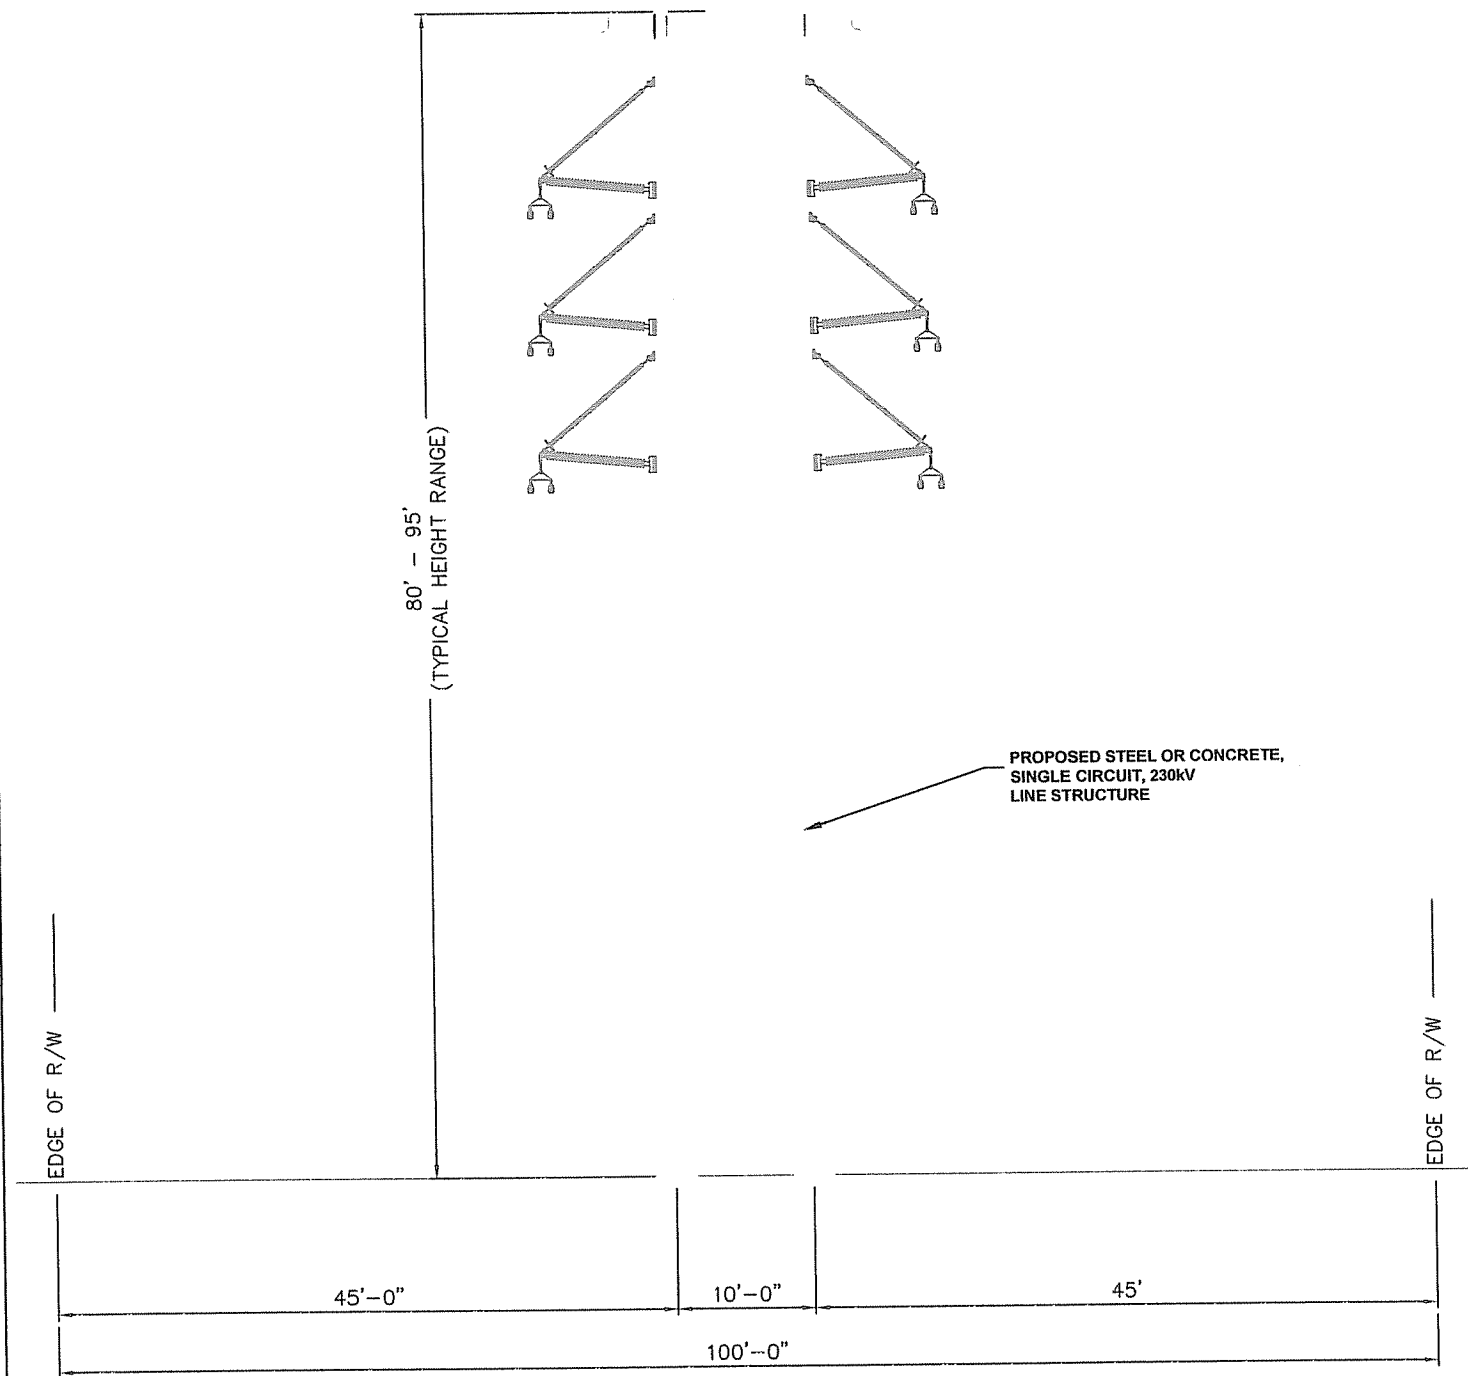 80' - 95'
(TYPICAL HEIGHT RANGE)
PROPOSED STEEL OR CONCRETE,
SINGLE CIRCUIT, 230kV
LINE STRUCTURE
EDGE OF R/W
EDGE OF R/W
45'-0"
10'-0"
45'
100'-0"